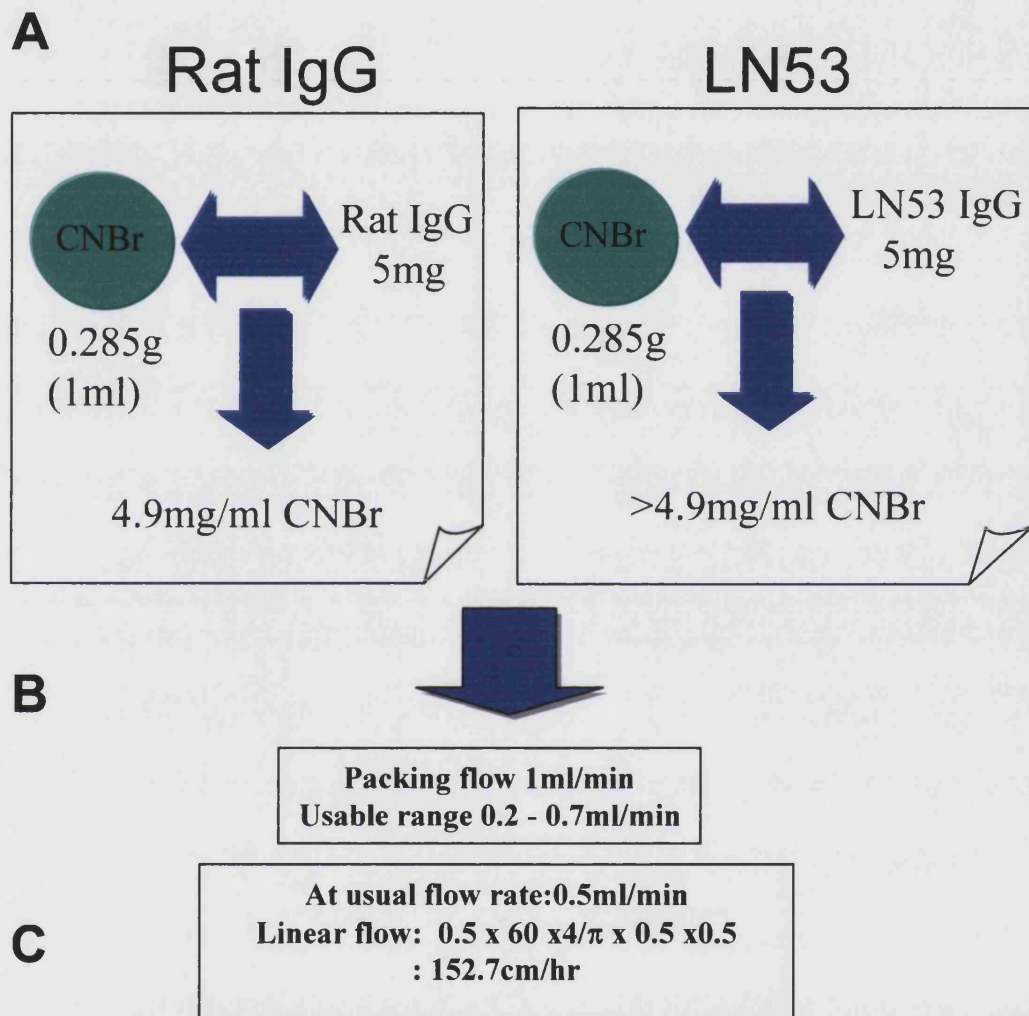 A
Rat IgG
CNBr
Rat IgG
5mg
0.285g
(1ml)
4.9mg/ml CNBr
LN53
CNBr
LN53 IgG
5mg
0.285g
(1ml)
>4.9mg/ml CNBr
B
Packing flow 1ml/min
Usable range 0.2 - 0.7ml/min
C
At usual flow rate:0.5ml/min
Linear flow: 0.5 x 60 x4/π x 0.5 x0.5
: 152.7cm/hr